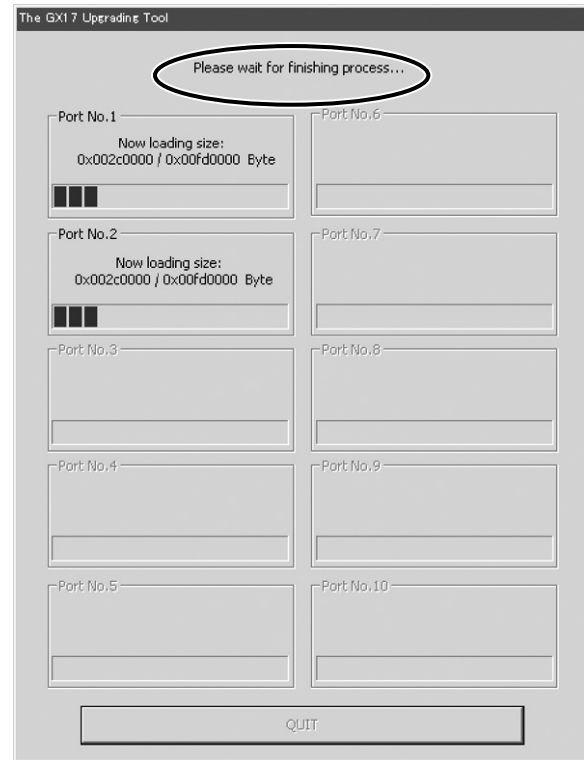 The GX17 Upgrading Tool
Please wait for finishing process...
Port No.1
Now loading size:
0x002c0000 / 0x00fd0000 Byte
Port No.2
Now loading size:
0x002c0000 / 0x00fd0000 Byte
Port No.3
Port No.4
Port No.5
Port No.6
Port No.7
Port No.8
Port No.9
Port No.10
QUIT